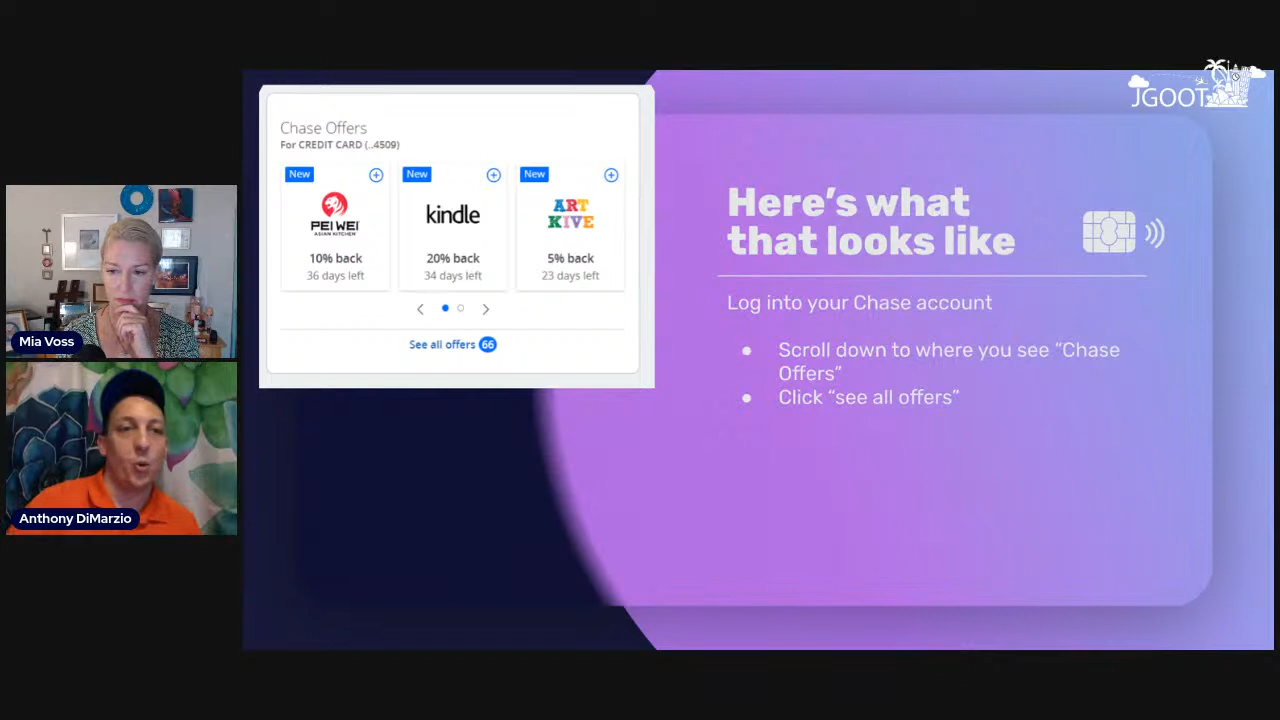 JGOOT
Chase Offers
For CREDIT CARD (..4509)
New
New
New
PEI WEI
ASIAN KITCHEN
kindle
ART
KIVE
10% back
20% back
5% back
36 days left
34 days left
23 days left
See all offers 66
Here's what
that looks like
Log into your Chase account
● Scroll down to where you see “Chase
Offers”
● Click “see all offers”
Mia Voss
Anthony DiMarzio